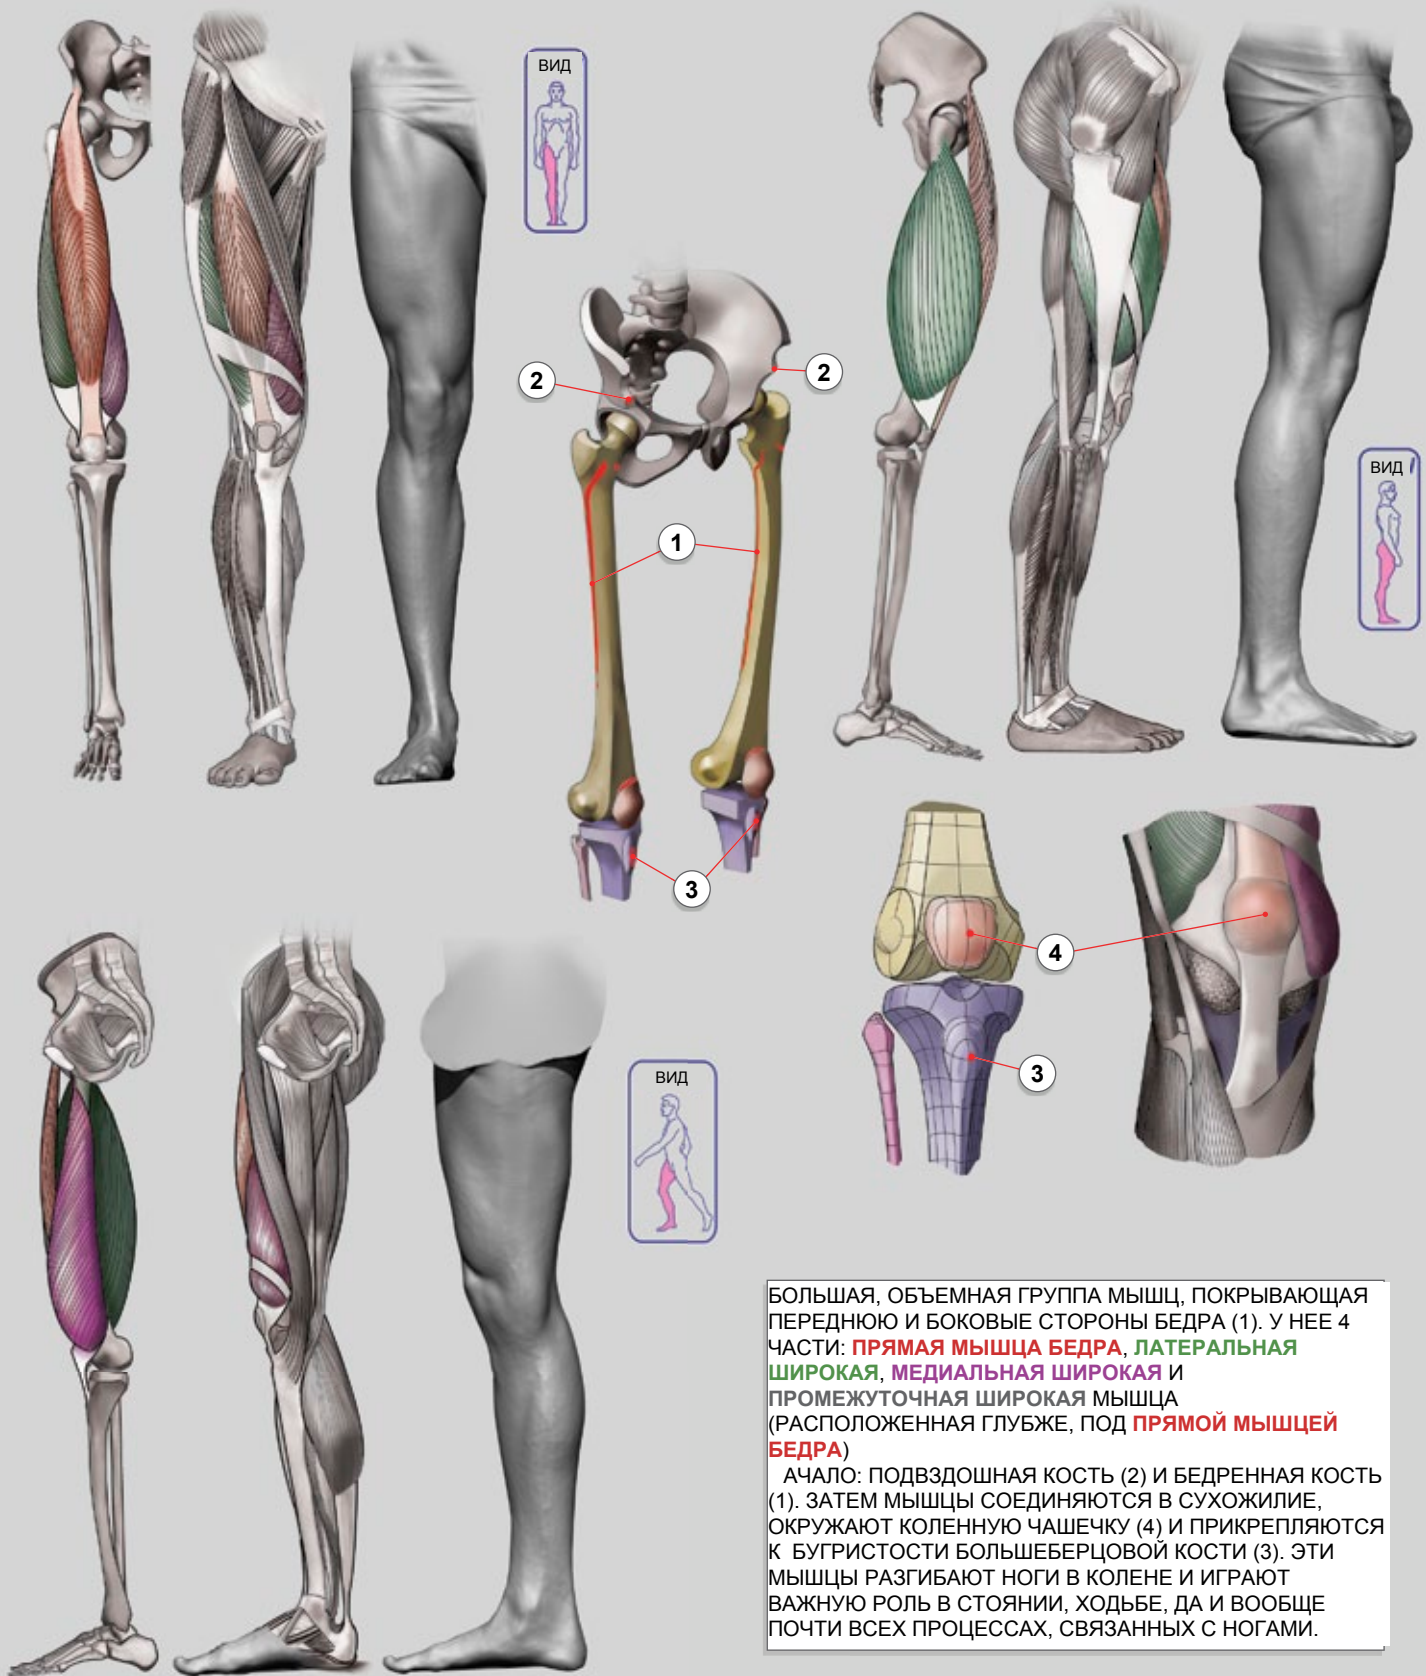 ВИД
2
2
1
3
ВИД
4
3
ВИД
БОЛЬШАЯ, ОБЪЕМНАЯ ГРУППА МЫШЦ, ПОКРЫВАЮЩАЯ
ПЕРЕДНЮЮ И БОКОВЫЕ СТОРОНЫ БЕДРА (1). У НЕЕ 4
ЧАСТИ: ПРЯМАЯ МЫШЦА БЕДРА, ЛАТЕРАЛЬНАЯ
ШИРОКАЯ, МЕДИАЛЬНАЯ ШИРОКАЯ И
ПРОМЕЖУТОЧНАЯ ШИРОКАЯ МЫШЦА
(РАСПОЛОЖЕННАЯ ГЛУБЖЕ, ПОД ПРЯМОЙ МЫШЦЕЙ
БЕДРА)
АЧАЛО: ПОДВЗДОШНАЯ КОСТЬ (2) И БЕДРЕННАЯ КОСТЬ
(1). ЗАТЕМ МЫШЦЫ СОЕДИНЯЮТСЯ В СУХОЖИЛИЕ,
ОКРУЖАЮТ КОЛЕННУЮ ЧАШЕЧКУ (4) И ПРИКРЕПЛЯЮТСЯ
К БУГРИСТОСТИ БОЛЬШЕБЕРЦОВОЙ КОСТИ (3). ЭТИ
МЫШЦЫ РАЗГИБАЮТ НОГИ В КОЛЕНЕ И ИГРАЮТ
ВАЖНУЮ РОЛЬ В СТОЯНИИ, ХОДЬБЕ, ДА И ВООБЩЕ
ПОЧТИ ВСЕХ ПРОЦЕССАХ, СВЯЗАННЫХ С НОГАМИ.